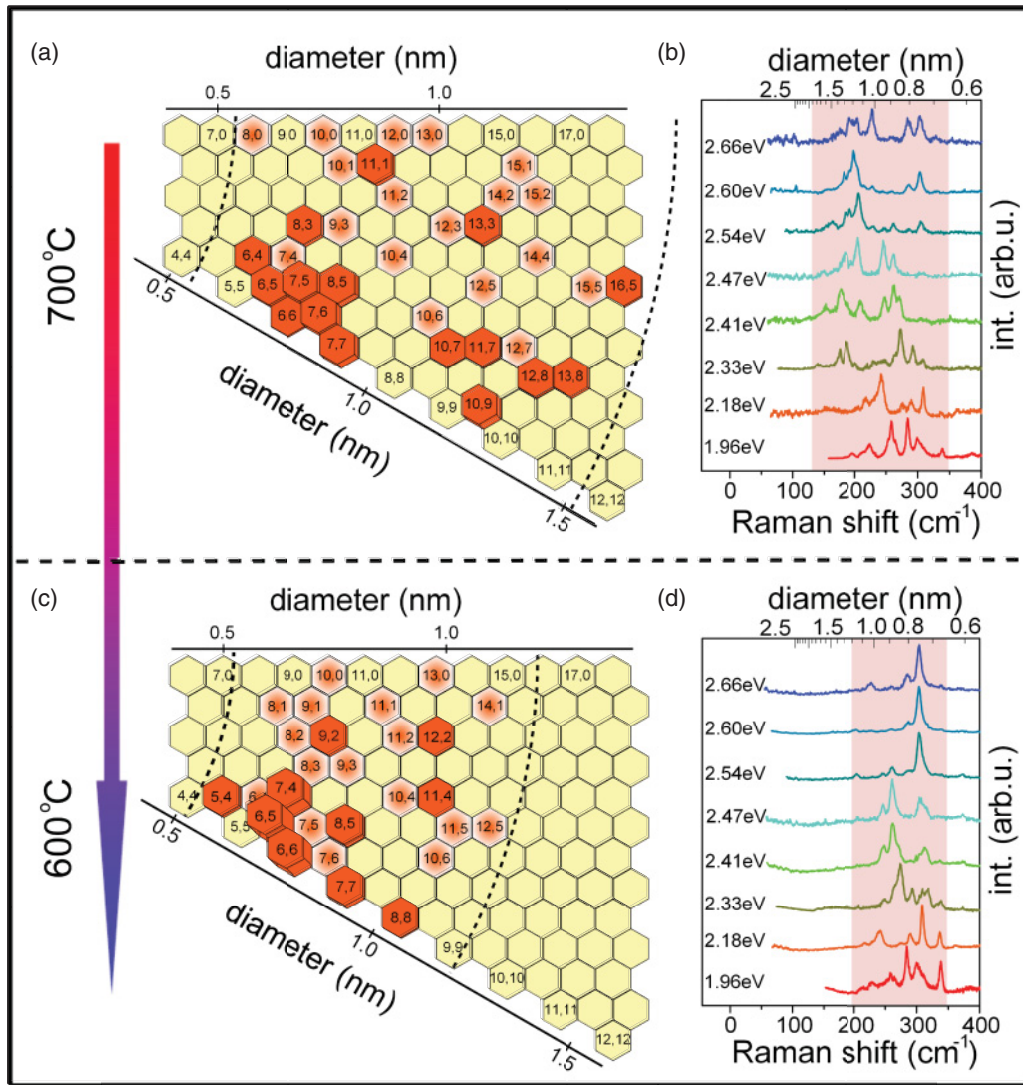 (a)
diameter (nm)
0.5 1.0
7,0 8,0 9,0 10,0 11,0 12,0 13,0 15,0 17,0
10,1 11,1 15,1
11,2 14,2 15,2
8,3 9,3 12,3 13,3
4,4 6,4 7,4 10,4 14,4
5,5 6,5 7,5 8,5 12,5 15,5 16,5
6,6 7,6 10,6
7,7 10,7 11,7 12,7
8,8 12,8 13,8
9,9 10,9
10,10
11,11
12,12
0.5
1.0
1.5
diameter (nm)
700°C
(b)
diameter (nm)
2.5 1.5 1.0 0.8 0.6
2.66eV
2.60eV
2.54eV
2.47eV
2.41eV
2.33eV
2.18eV
1.96eV
int. (arb.u.)
0 100 200 300 400
Raman shift (cm⁻¹)
(c)
diameter (nm)
0.5 1.0
7,0 9,0 10,0 11,0 13,0 15,0 17,0
8,1 9,1 11,1 14,1
8,2 9,2 11,2 12,2
8,3 9,3
4,4 5,4 6, 7,4 10,4 11,4
5,5 6,5 7,5 8,5 11,5 12,5
6,6 7,6 10,6
7,7
8,8
9,9
10,10
11,11
12,12
0.5
1.0
1.5
diameter (nm)
600°C
(d)
diameter (nm)
2.5 1.5 1.0 0.8 0.6
2.66eV
2.60eV
2.54eV
2.47eV
2.41eV
2.33eV
2.18eV
1.96eV
int. (arb.u.)
0 100 200 300 400
Raman shift (cm⁻¹)